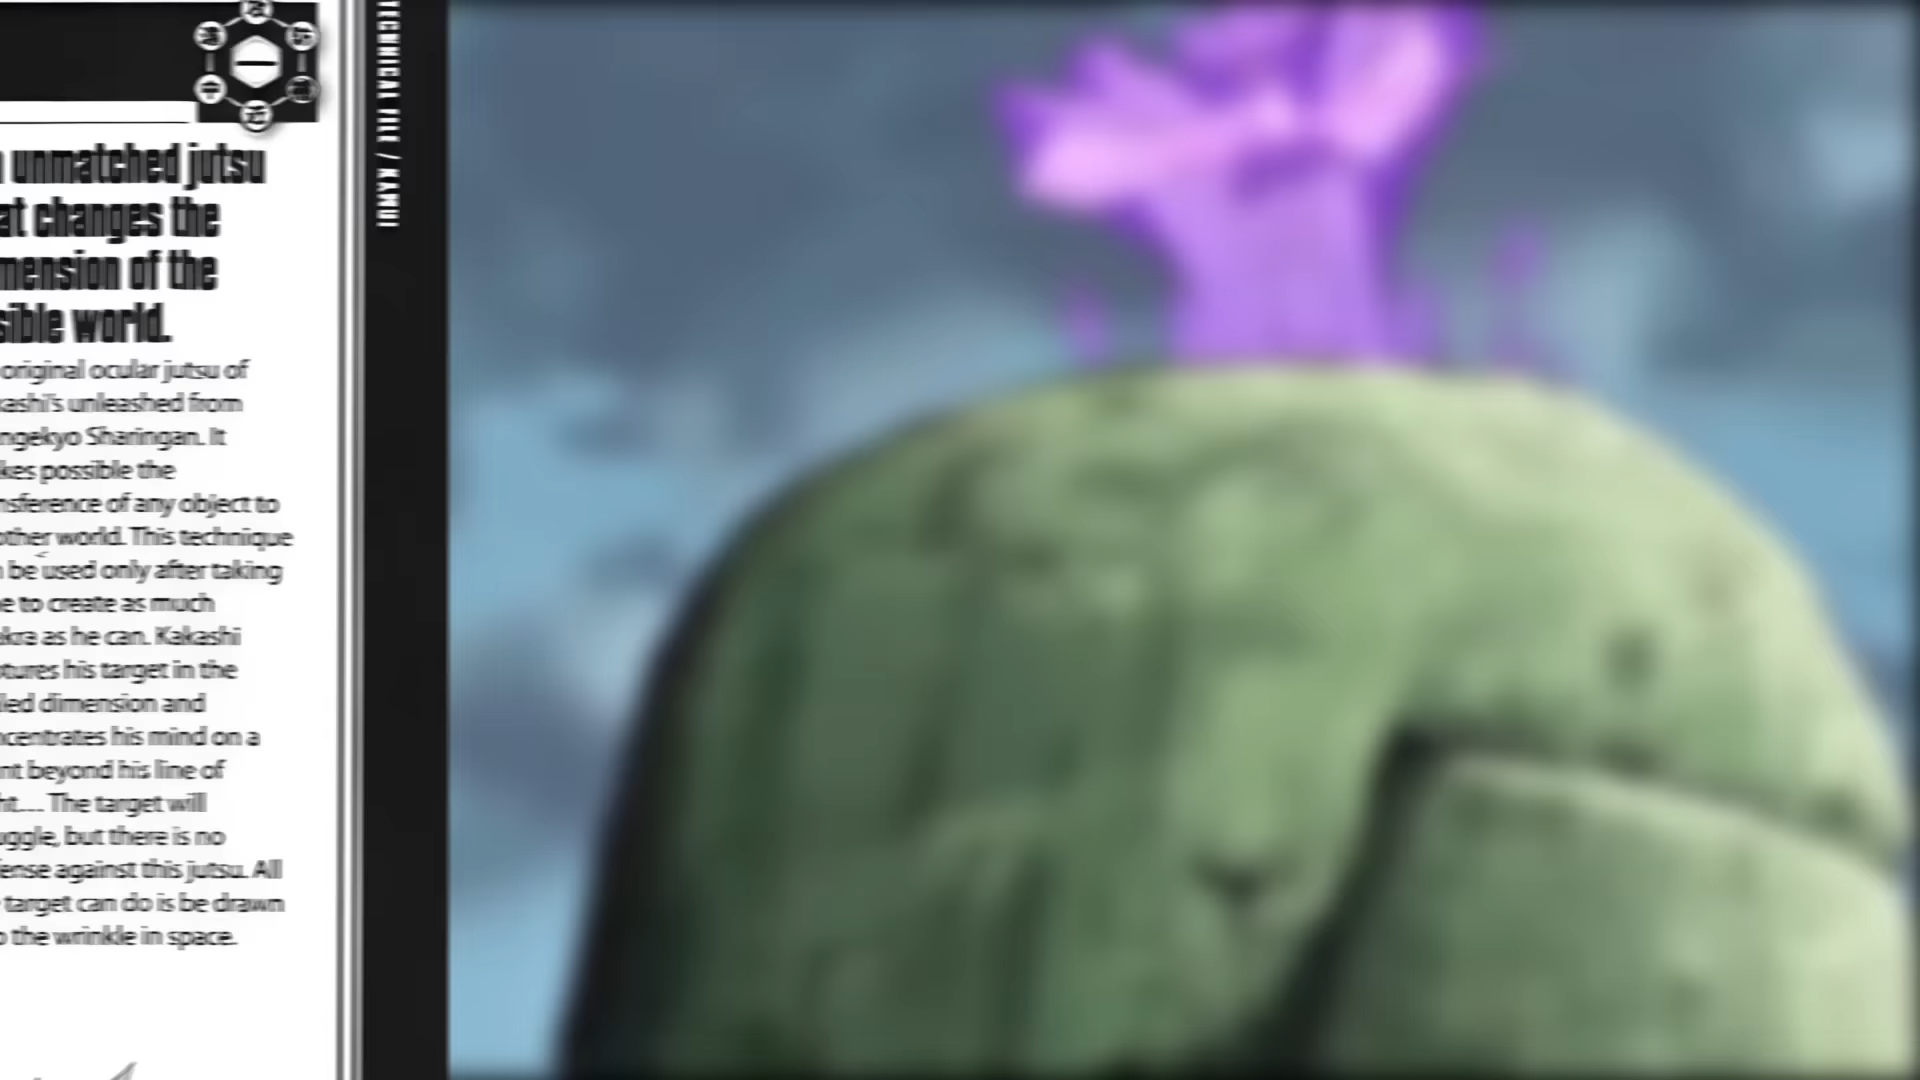 unmatched jutsu
at changes the
mension of the
sible world.
original ocular jutsu of
kashi's unleashed from
ngekyo Sharingan. It
kes possible the
nsference of any object to
other world. This technique
n be used only after taking
e to create as much
akra as he can. Kakashi
ptures his target in the
led dimension and
ncentrates his mind on a
nt beyond his line of
ht.... The target will
uggle, but there is no
fense against this jutsu. All
target can do is be drawn
o the wrinkle in space.
TECHNICAL FILE / KAMUI